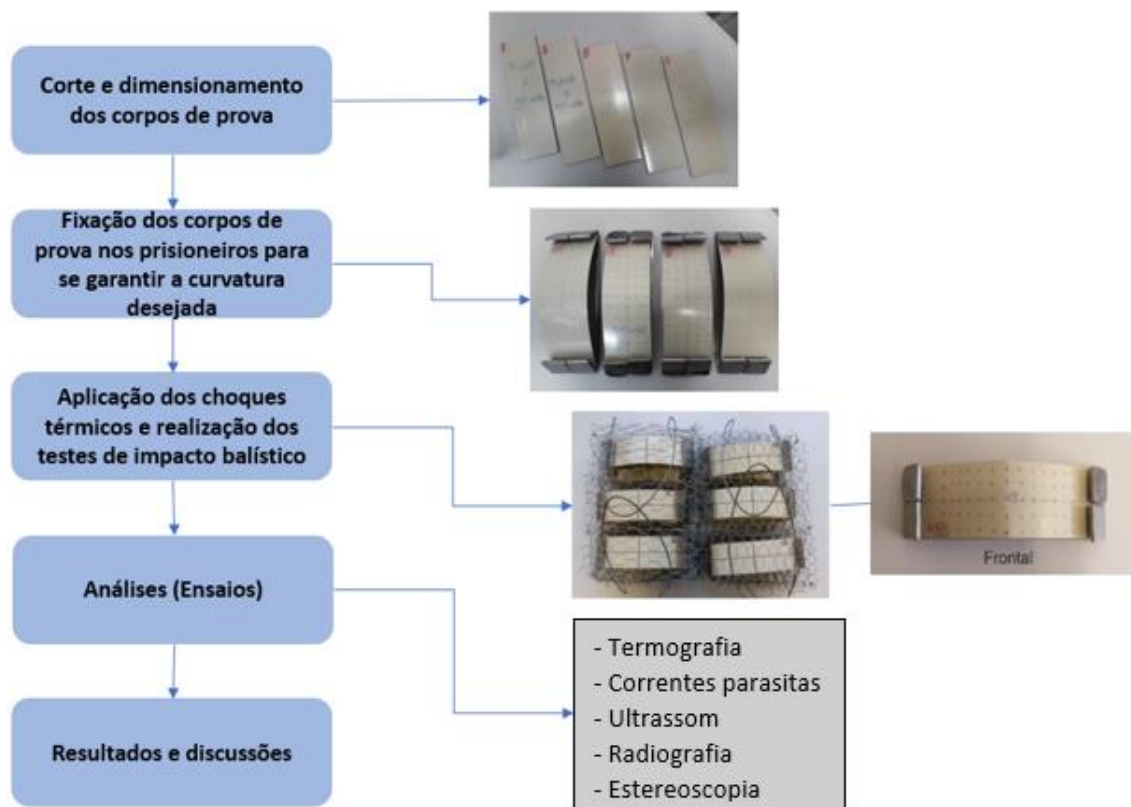 Corte e dimensionamento
dos corpos de prova
Fixação dos corpos de
prova nos prisioneiros para
se garantir a curvatura
desejada
Aplicação dos choques
térmicos e realização dos
testes de impacto balístico
Frontal
Análises (Ensaios)
- Termografia
- Correntes parasitas
- Ultrassom
- Radiografia
- Estereoscopia
Resultados e discussões